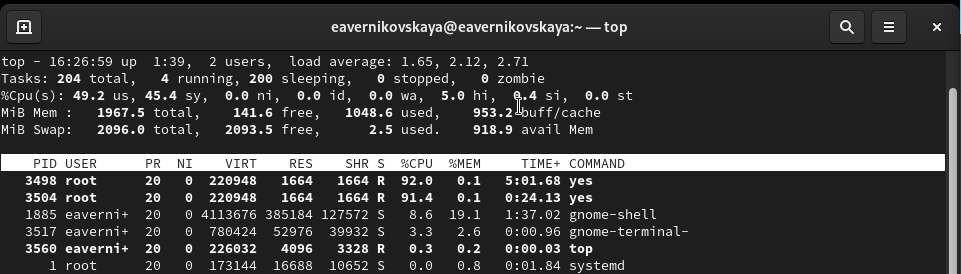 eavernikovskaya@eavernikovskaya:~ — top
top - 16:26:59 up  1:39,  2 users,  load average: 1.65, 2.12, 2.71
Tasks: 204 total,   4 running, 200 sleeping,   0 stopped,   0 zombie
%Cpu(s): 49.2 us, 45.4 sy,  0.0 ni,  0.0 id,  0.0 wa,  5.0 hi,  0.4 si,  0.0 st
MiB Mem :   1967.5 total,    141.6 free,   1048.6 used,    953.2 buff/cache
MiB Swap:   2096.0 total,   2093.5 free,      2.5 used.    918.9 avail Mem
PID USER      PR  NI    VIRT    RES    SHR S  %CPU  %MEM     TIME+ COMMAND
3498 root      20   0  220948   1664   1664 R  92.0   0.1   5:01.68 yes
3504 root      20   0  220948   1664   1664 R  91.4   0.1   0:24.13 yes
1885 eaverni+  20   0 4113676 385184 127572 S   8.6  19.1   1:37.02 gnome-shell
3517 eaverni+  20   0  780424  52976  39932 S   3.3   2.6   0:00.96 gnome-terminal-
3560 eaverni+  20   0  226032   4096   3328 R   0.3   0.2   0:00.03 top
1 root      20   0  173144  16688  10652 S   0.0   0.8   0:01.84 systemd